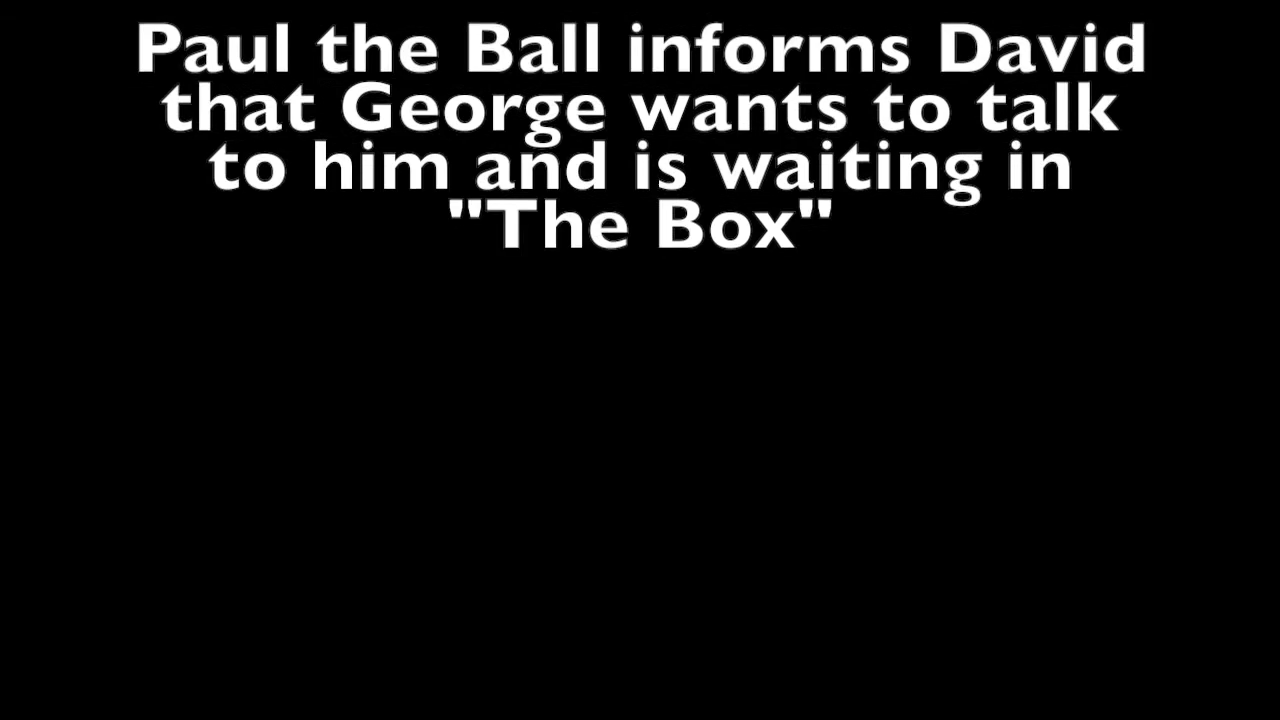 Paul the Ball informs David
that George wants to talk
to him and is waiting in
"The Box"